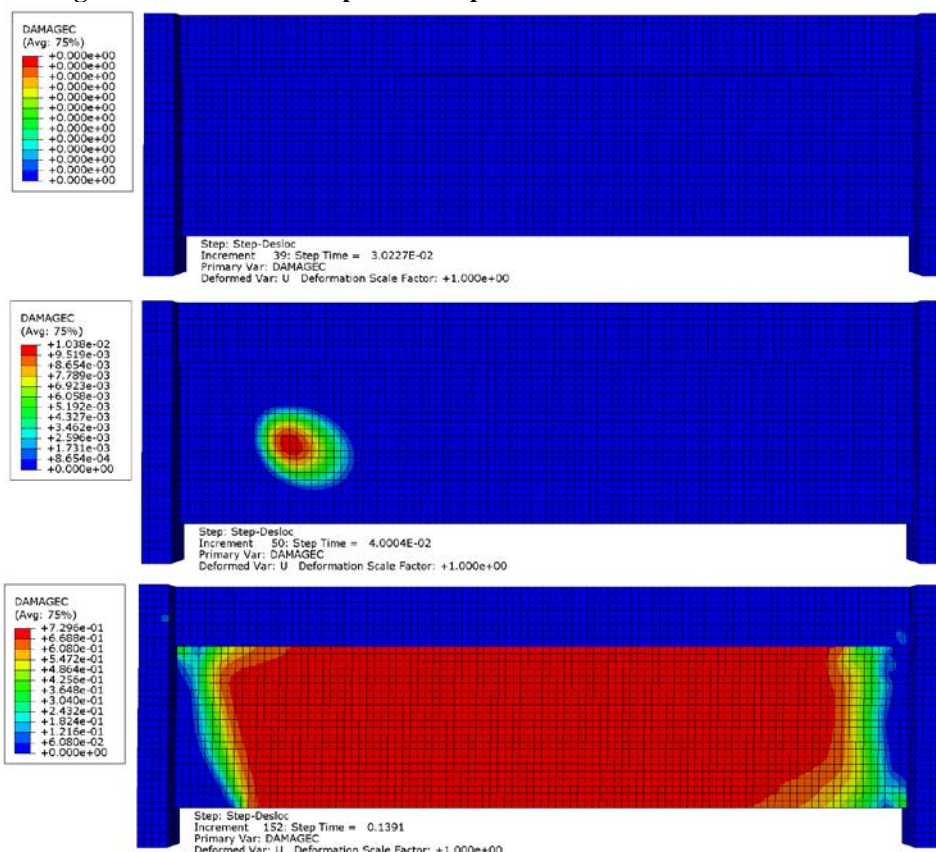 DAMAGEC
(Avg: 75%)
+0.000e+00
+0.000e+00
+0.000e+00
+0.000e+00
+0.000e+00
+0.000e+00
+0.000e+00
+0.000e+00
+0.000e+00
+0.000e+00
+0.000e+00
+0.000e+00
+0.000e+00
Step: Step-Desloc
Increment 39: Step Time = 3.0227E-02
Primary Var: DAMAGEC
Deformed Var: U Deformation Scale Factor: +1.000e+00
DAMAGEC
(Avg: 75%)
+1.038e-02
+9.519e-03
+8.654e-03
+7.789e-03
+6.923e-03
+6.058e-03
+5.192e-03
+4.327e-03
+3.462e-03
+2.596e-03
+1.731e-03
+8.654e-04
+0.000e+00
Step: Step-Desloc
Increment 50: Step Time = 4.0004E-02
Primary Var: DAMAGEC
Deformed Var: U Deformation Scale Factor: +1.000e+00
DAMAGEC
(Avg: 75%)
+7.296e-01
+6.688e-01
+6.080e-01
+5.472e-01
+4.864e-01
+4.256e-01
+3.648e-01
+3.040e-01
+2.432e-01
+1.824e-01
+1.216e-01
+6.080e-02
+0.000e+00
Step: Step-Desloc
Increment 152: Step Time = 0.1391
Primary Var: DAMAGEC
Deformed Var: U Deformation Scale Factor: +1.000e+00